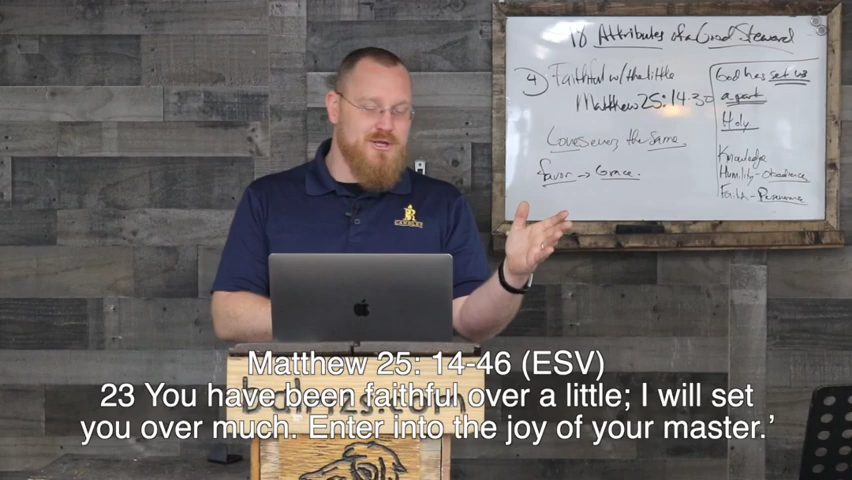 18 Attributes of a Good Steward
4) Faithful w/ the little
Matthew 25:14-30
Loves every the Same
favor → Grace.
God has set us
apart
Holy
Knowledge
Humility - Obedience
Faith -
CANDLES
Matthew 25: 14-46 (ESV)
23 You have been faithful over a little; I will set
you over much. Enter into the joy of your master.’